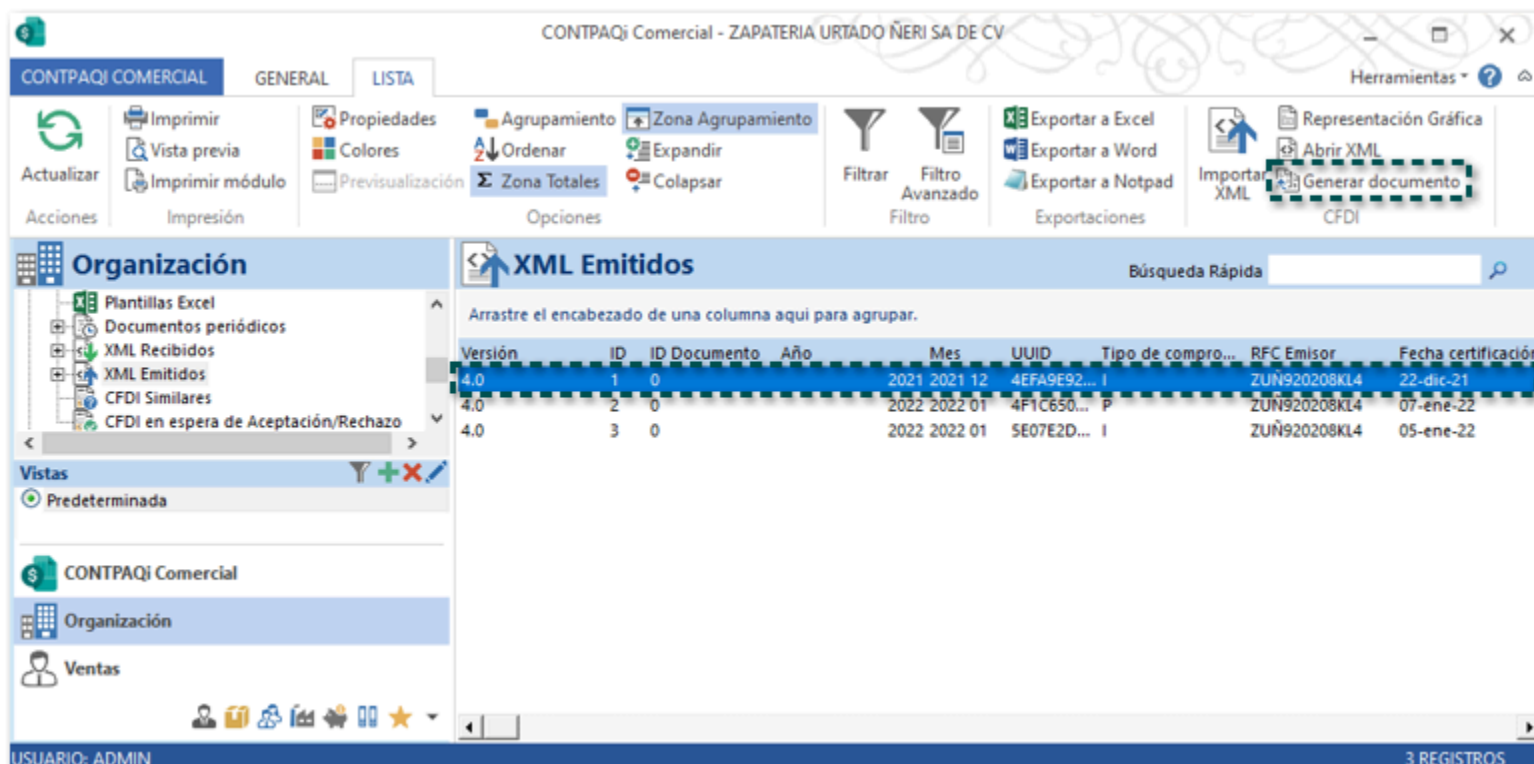 CONTPAQi Comercial - ZAPATERIA URTADO ÑERI SA DE CV
CONTPAQI COMERCIAL GENERAL LISTA Herramientas
Actualizar
Imprimir
Vista previa
Imprimir módulo
Propiedades
Colores
Previsualización
Agrupamiento
Ordenar
Σ Zona Totales
Zona Agrupamiento
Expandir
Colapsar
Filtrar
Filtro
Avanzado
Exportar a Excel
Exportar a Word
Exportar a Notpad
Importar
XML
Representación Gráfica
Abrir XML
Generar documento
Acciones Impresión Opciones Filtro Exportaciones CFDI
Organización
Plantillas Excel
Documentos periódicos
XML Recibidos
XML Emitidos
CFDI Similares
CFDI en espera de Aceptación/Rechazo
Vistas
Predeterminada
CONTPAQi Comercial
Organización
Ventas
XML Emitidos
Búsqueda Rápida
Arrastre el encabezado de una columna aqui para agrupar.
Versión ID ID Documento Año Mes UUID Tipo de compro... RFC Emisor Fecha certificación
4.0 1 0 2021 2021 12 4EFA9E92... I ZUÑ920208KL4 22-dic-21
4.0 2 0 2022 2022 01 4F1C650... P ZUÑ920208KL4 07-ene-22
4.0 3 0 2022 2022 01 5E07E2D... I ZUÑ920208KL4 05-ene-22
USUARIO: ADMIN 3 REGISTROS